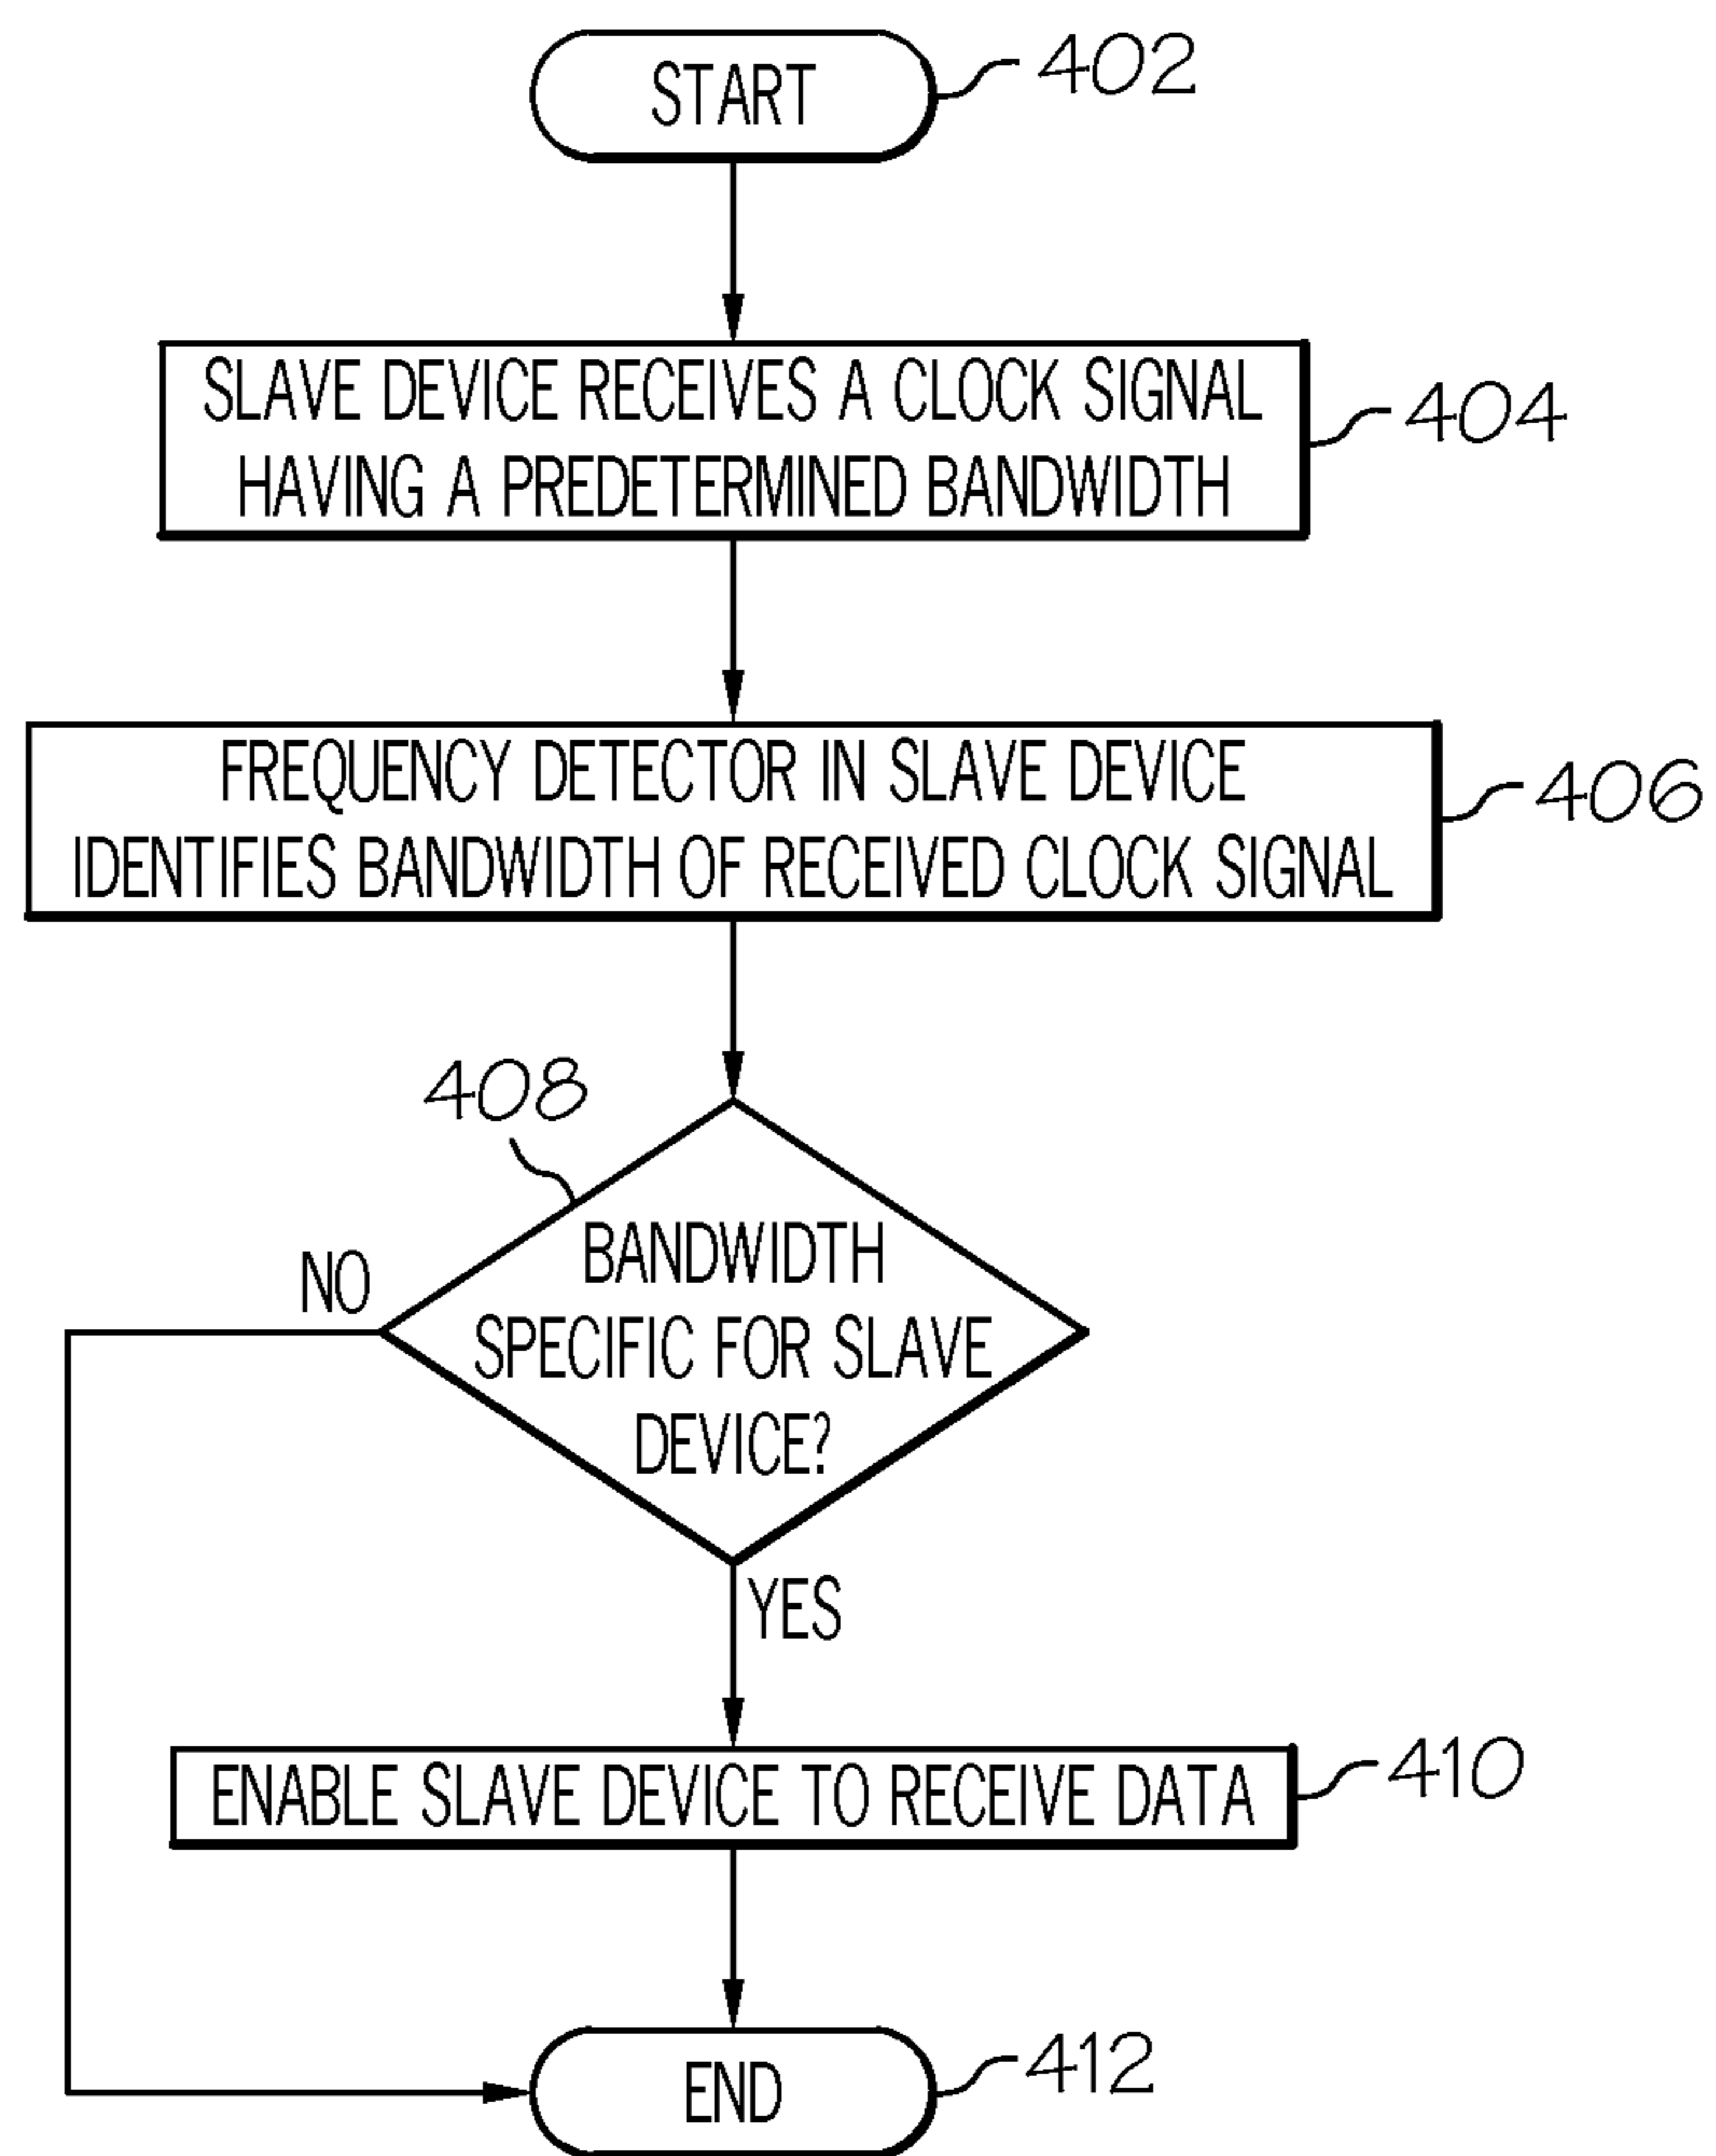 START
402
SLAVE DEVICE RECEIVES A CLOCK SIGNAL
HAVING A PREDETERMINED BANDWIDTH
404
FREQUENCY DETECTOR IN SLAVE DEVICE
IDENTIFIES BANDWIDTH OF RECEIVED CLOCK SIGNAL
406
408
BANDWIDTH
SPECIFIC FOR SLAVE
DEVICE?
NO
YES
ENABLE SLAVE DEVICE TO RECEIVE DATA
410
END
412